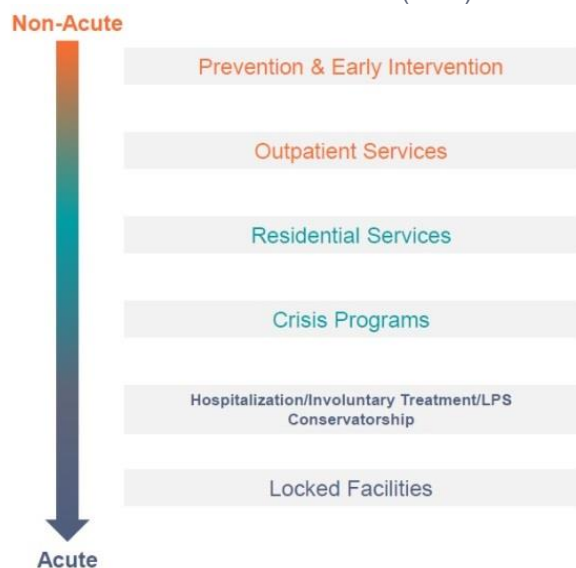 Non-Acute
Prevention & Early Intervention
Outpatient Services
Residential Services
Crisis Programs
Hospitalization/Involuntary Treatment/LPS
Conservatorship
Locked Facilities
Acute